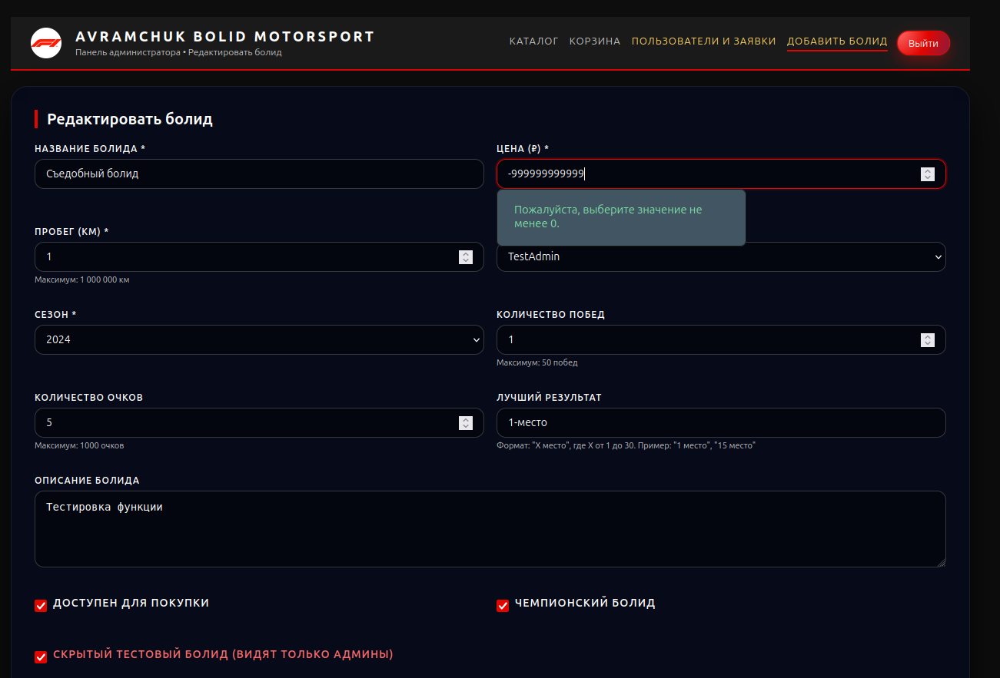 AVRAMCHUK BOLID MOTORSPORT
Панель администратора • Редактировать болид
КАТАЛОГ КОРЗИНА ПОЛЬЗОВАТЕЛИ И ЗАЯВКИ ДОБАВИТЬ БОЛИД Выйти
Редактировать болид
НАЗВАНИЕ БОЛИДА * ЦЕНА (₽) *
Съедобный болид -999999999999
Пожалуйста, выберите значение не
менее 0.
ПРОБЕГ (КМ) *
1 TestAdmin
Максимум: 1 000 000 км
СЕЗОН * КОЛИЧЕСТВО ПОБЕД
2024 1
Максимум: 50 побед
КОЛИЧЕСТВО ОЧКОВ ЛУЧШИЙ РЕЗУЛЬТАТ
5 1-место
Максимум: 1000 очков Формат: "X место", где X от 1 до 30. Пример: "1 место", "15 место"
ОПИСАНИЕ БОЛИДА
Тестировка функции
ДОСТУПЕН ДЛЯ ПОКУПКИ ЧЕМПИОНСКИЙ БОЛИД
СКРЫТЫЙ ТЕСТОВЫЙ БОЛИД (ВИДЯТ ТОЛЬКО АДМИНЫ)